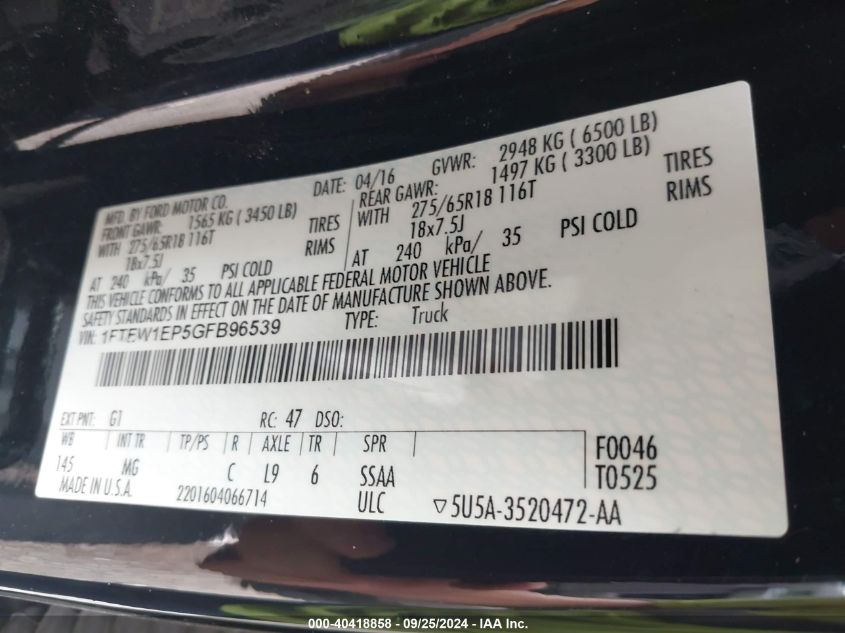 MFD. BY FORD MOTOR CO.
DATE: 04/16 GVWR: 2948 KG ( 6500 LB)
FRONT GAWR: 1565 KG ( 3450 LB)
REAR GAWR: 1497 KG ( 3300 LB)
WITH 275/65R18 116T TIRES
WITH 275/65R18 116T TIRES
18x7.5J RIMS
18x7.5J RIMS
AT 240 kPa/ 35 PSI COLD
AT 240 kPa/ 35 PSI COLD
THIS VEHICLE CONFORMS TO ALL APPLICABLE FEDERAL MOTOR VEHICLE
SAFETY STANDARDS IN EFFECT ON THE DATE OF MANUFACTURE SHOWN ABOVE.
VIN: 1FTEW1EP5GFB96539 TYPE: Truck
EXT PNT: G1 RC: 47 DSO:
WB INT TR TP/PS R AXLE TR SPR
145 MG C L9 6 SSAA
F0046
T0525
MADE IN U.S.A. 2201604066714 ULC
▽5U5A-3520472-AA
000-40418858 - 09/25/2024 - IAA Inc.